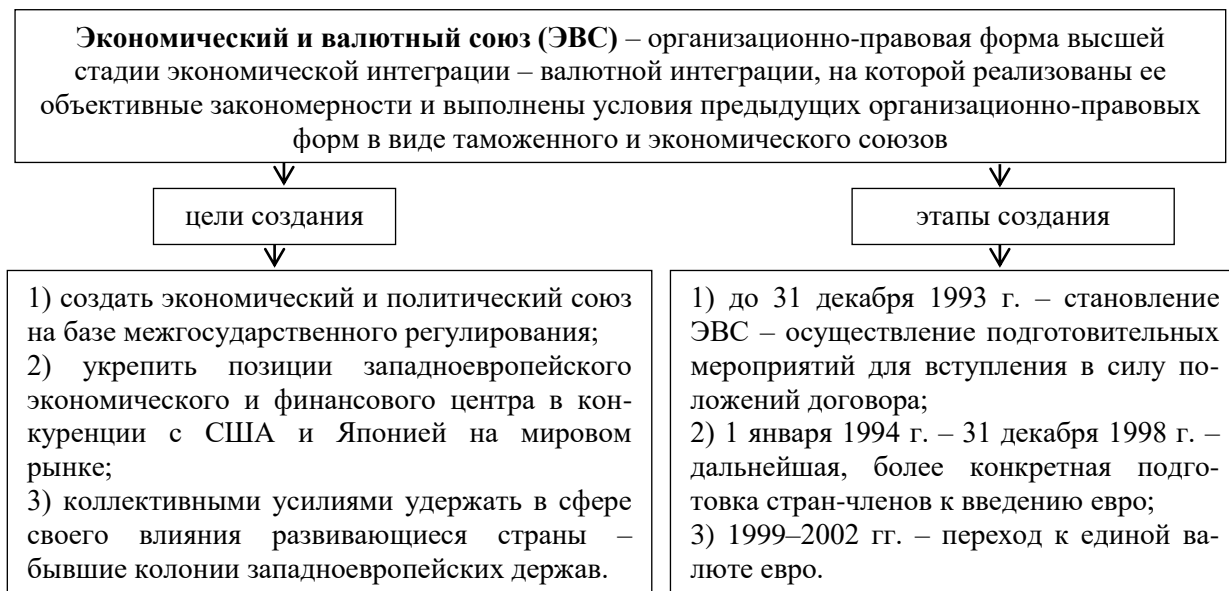 Экономический и валютный союз (ЭВС) – организационно-правовая форма высшей
стадии экономической интеграции – валютной интеграции, на которой реализованы ее
объективные закономерности и выполнены условия предыдущих организационно-правовых
форм в виде таможенного и экономического союзов
цели создания
этапы создания
1) создать экономический и политический союз
на базе межгосударственного регулирования;
2) укрепить позиции западноевропейского
экономического и финансового центра в кон-
куренции с США и Японией на мировом
рынке;
3) коллективными усилиями удержать в сфере
своего влияния развивающиеся страны –
бывшие колонии западноевропейских держав.
1) до 31 декабря 1993 г. – становление
ЭВС – осуществление подготовительных
мероприятий для вступления в силу по-
ложений договора;
2) 1 января 1994 г. – 31 декабря 1998 г. –
дальнейшая, более конкретная подго-
товка стран-членов к введению евро;
3) 1999–2002 гг. – переход к единой ва-
люте евро.